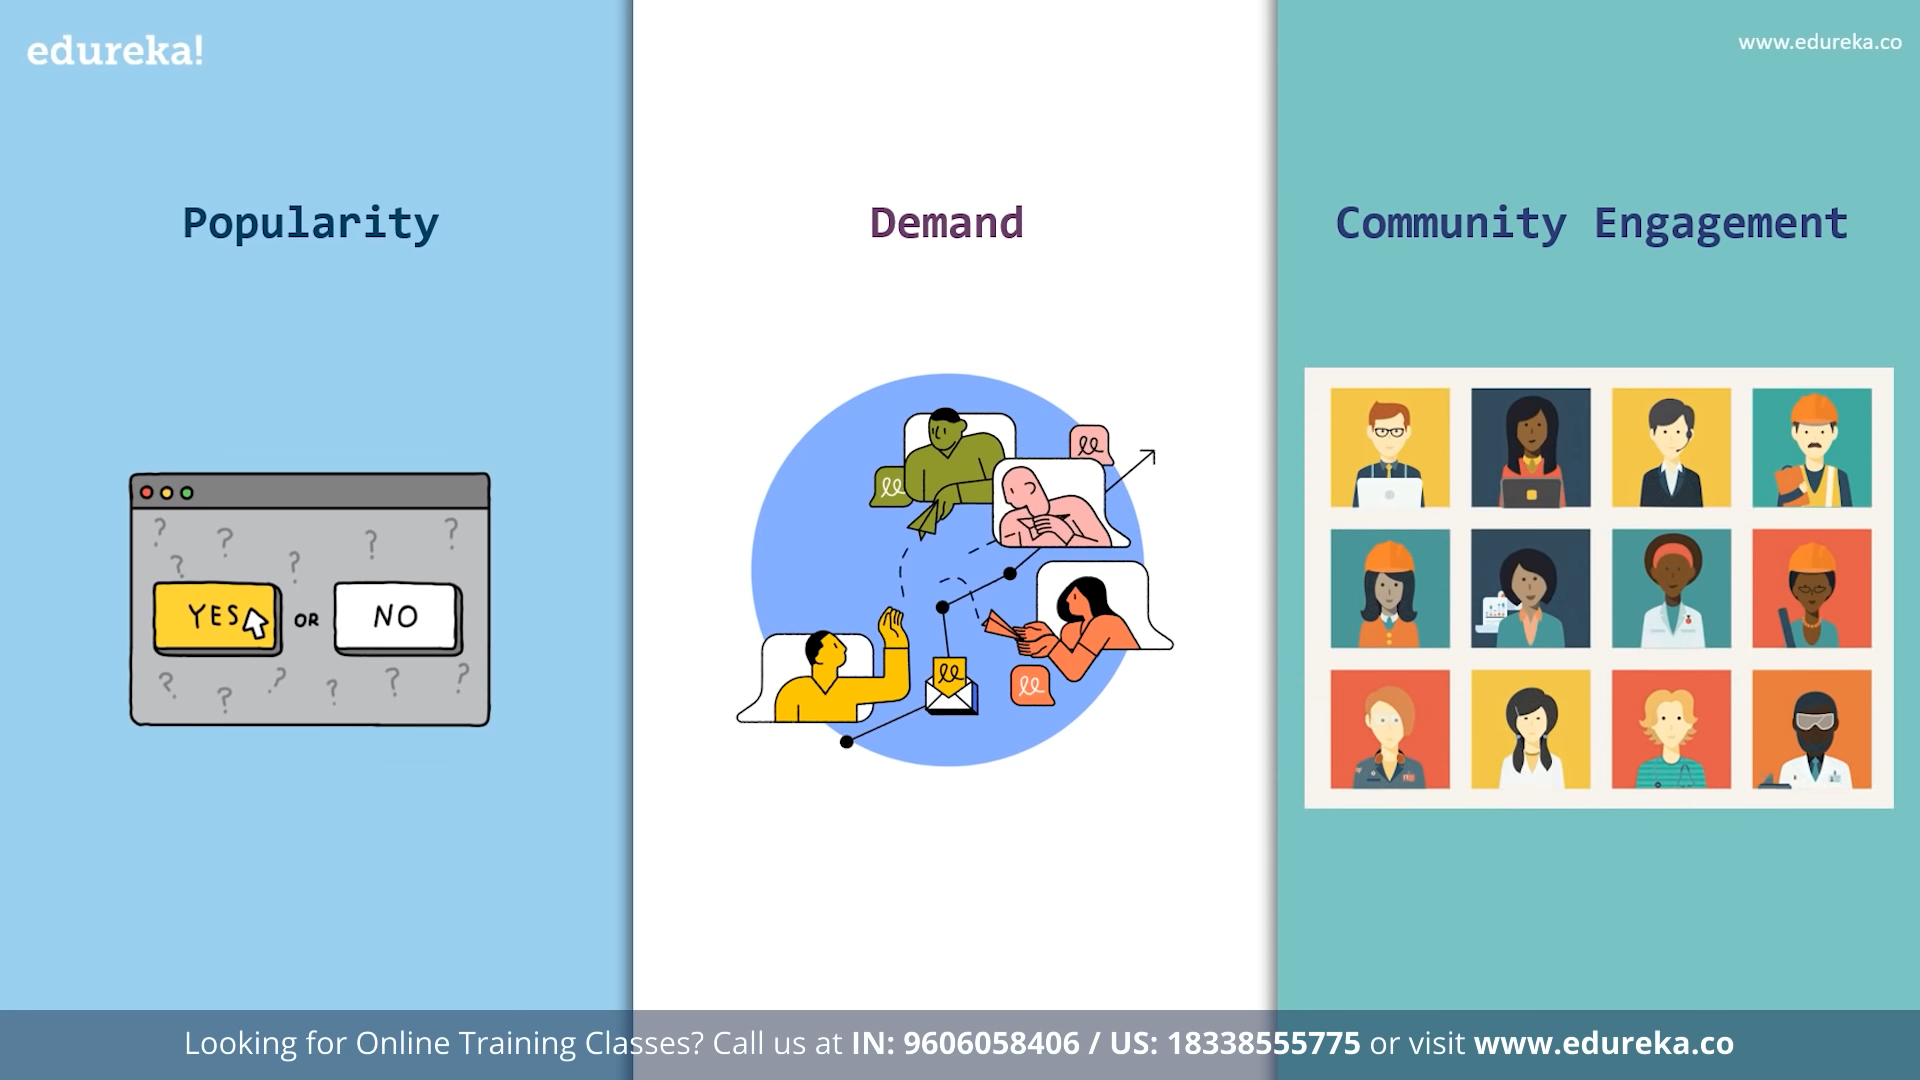 edureka!
www.edureka.co
Popularity
Demand
Community Engagement
? ? ? ? ? ?
YES OR NO
? ? ? ? ? ?
Looking for Online Training Classes? Call us at IN: 9606058406 / US: 18338555775 or visit www.edureka.co